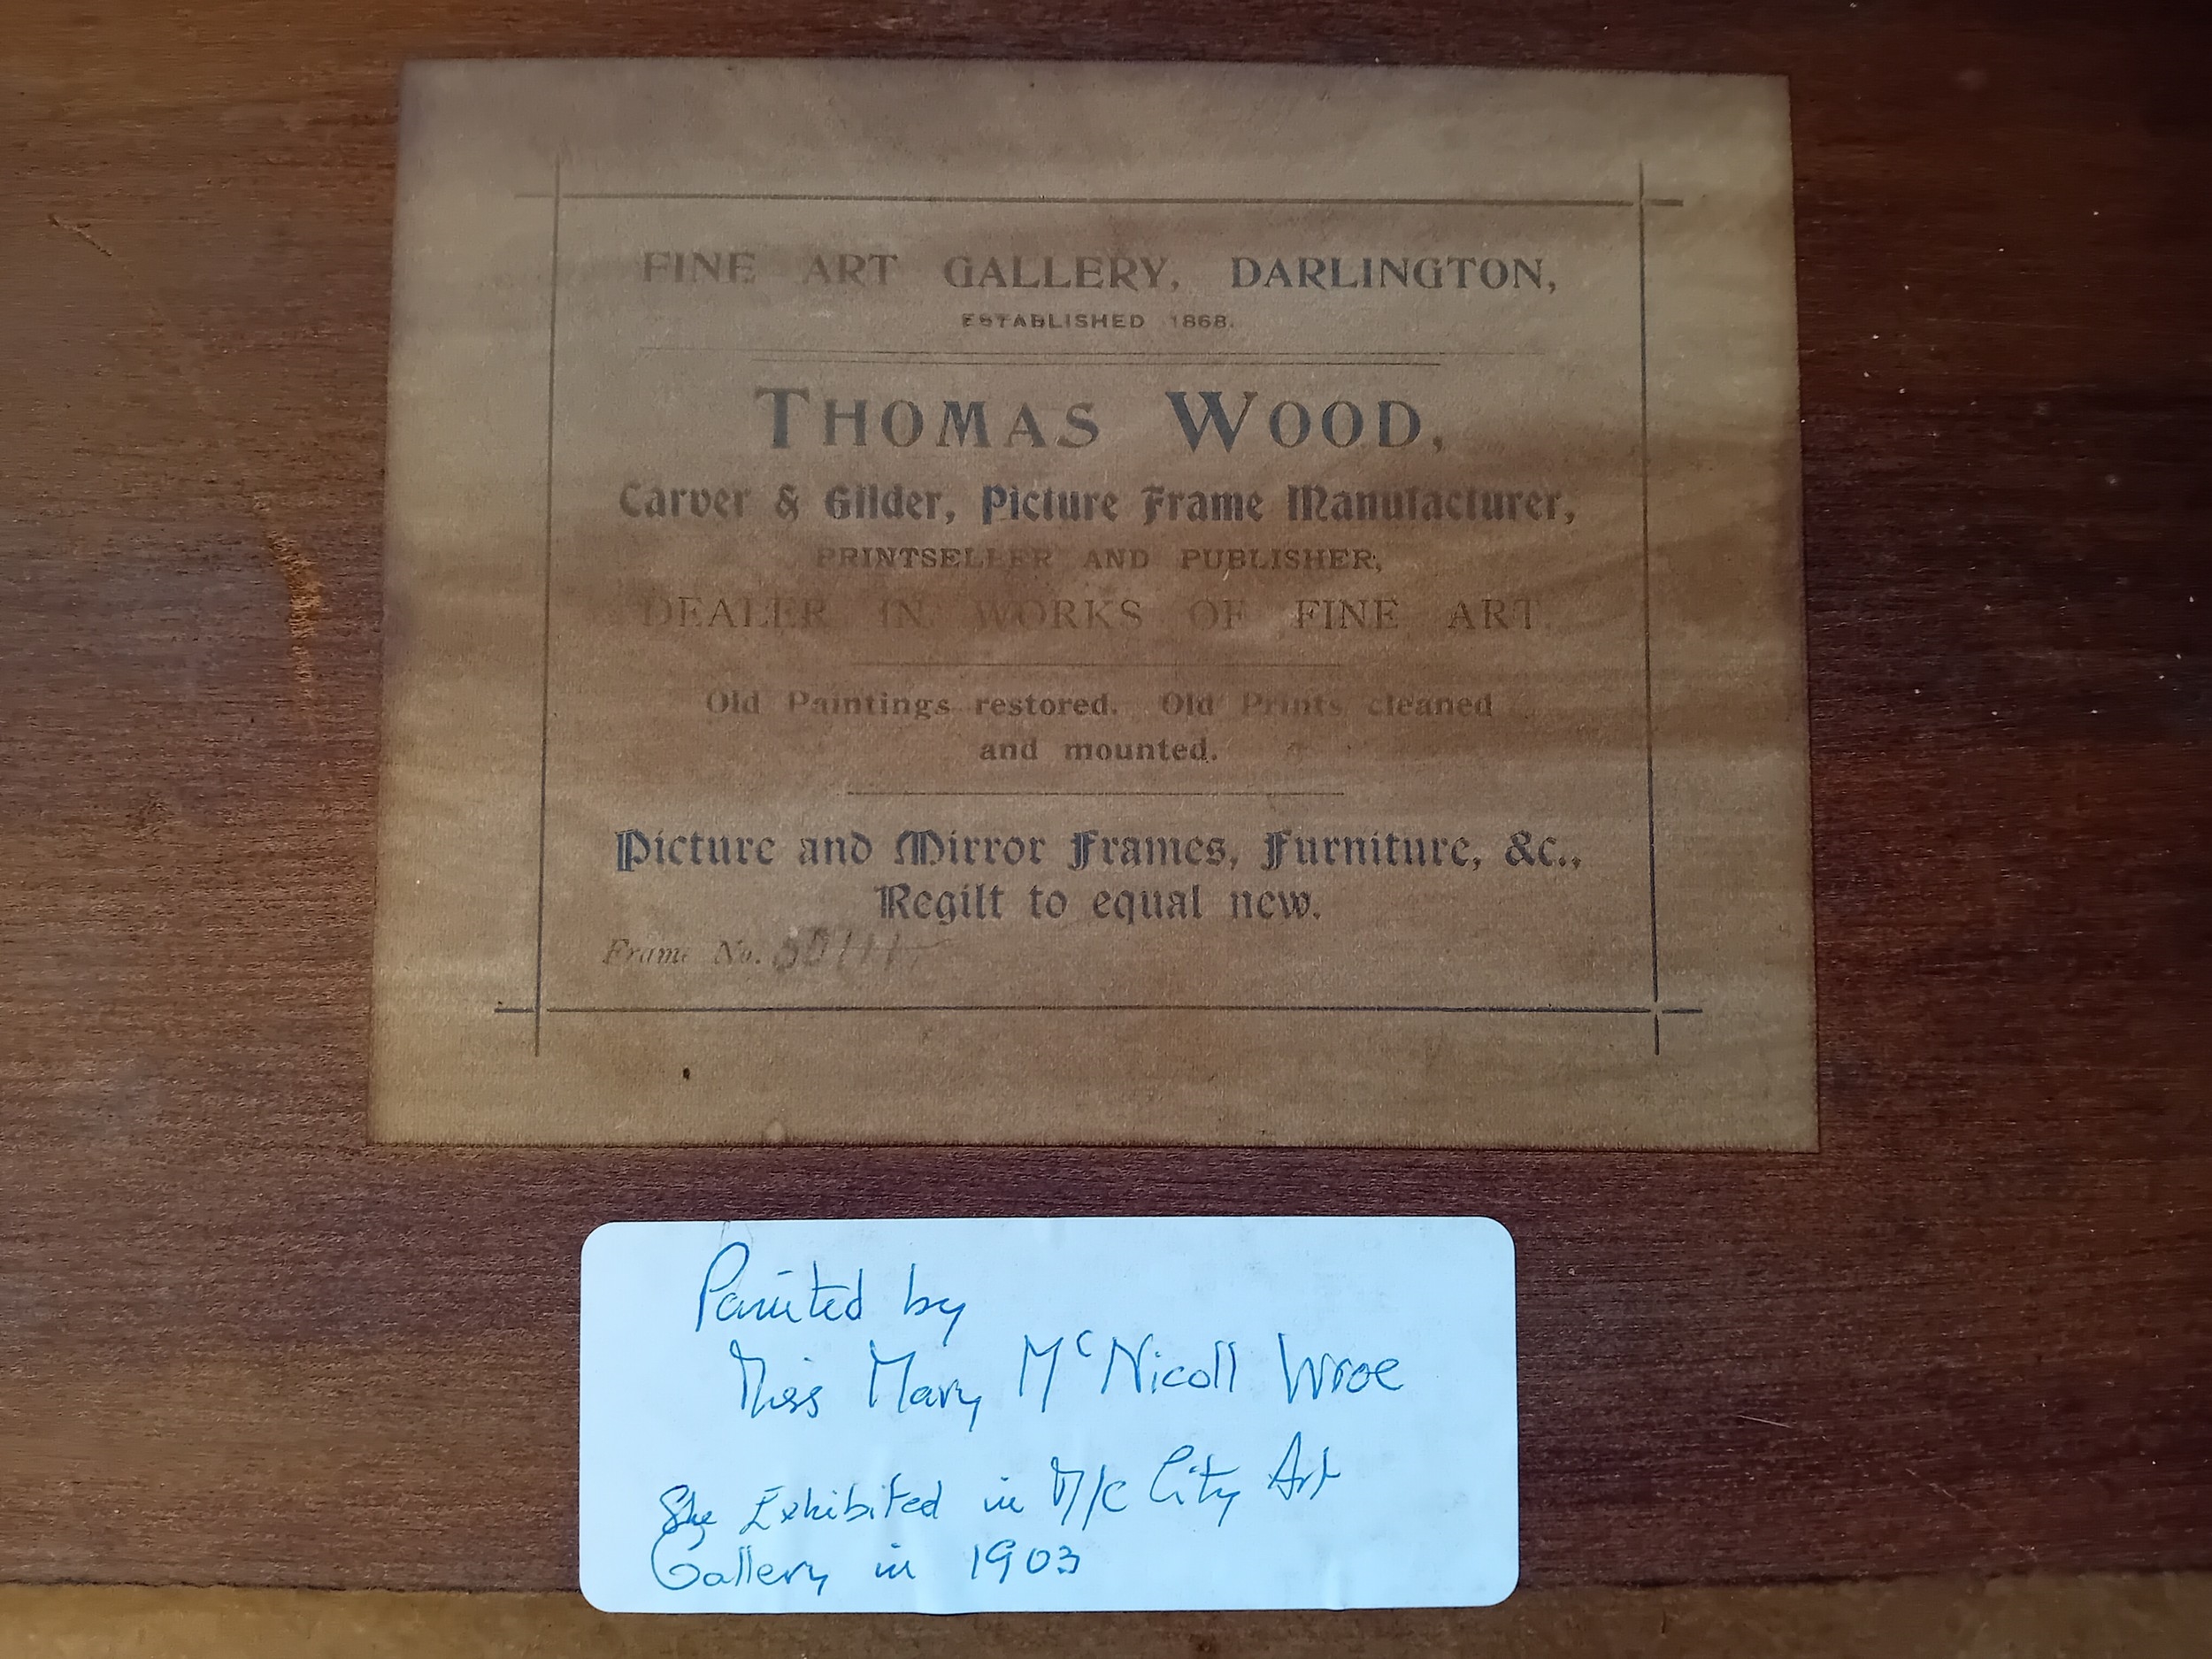 FINE ART GALLERY, DARLINGTON,
ESTABLISHED 1868.
THOMAS WOOD,
Carver & Gilder, Picture Frame Manufacturer,
PRINTSELLER AND PUBLISHER,
DEALER IN WORKS OF FINE ART.
Old Paintings restored. Old Prints cleaned
and mounted.
Picture and Mirror Frames, Furniture, &c.,
Regilt to equal new.
Frame No.
Painted by
Miss Mary McNicoll Wroe
She Exhibited in M/c City Art
Gallery in 1903